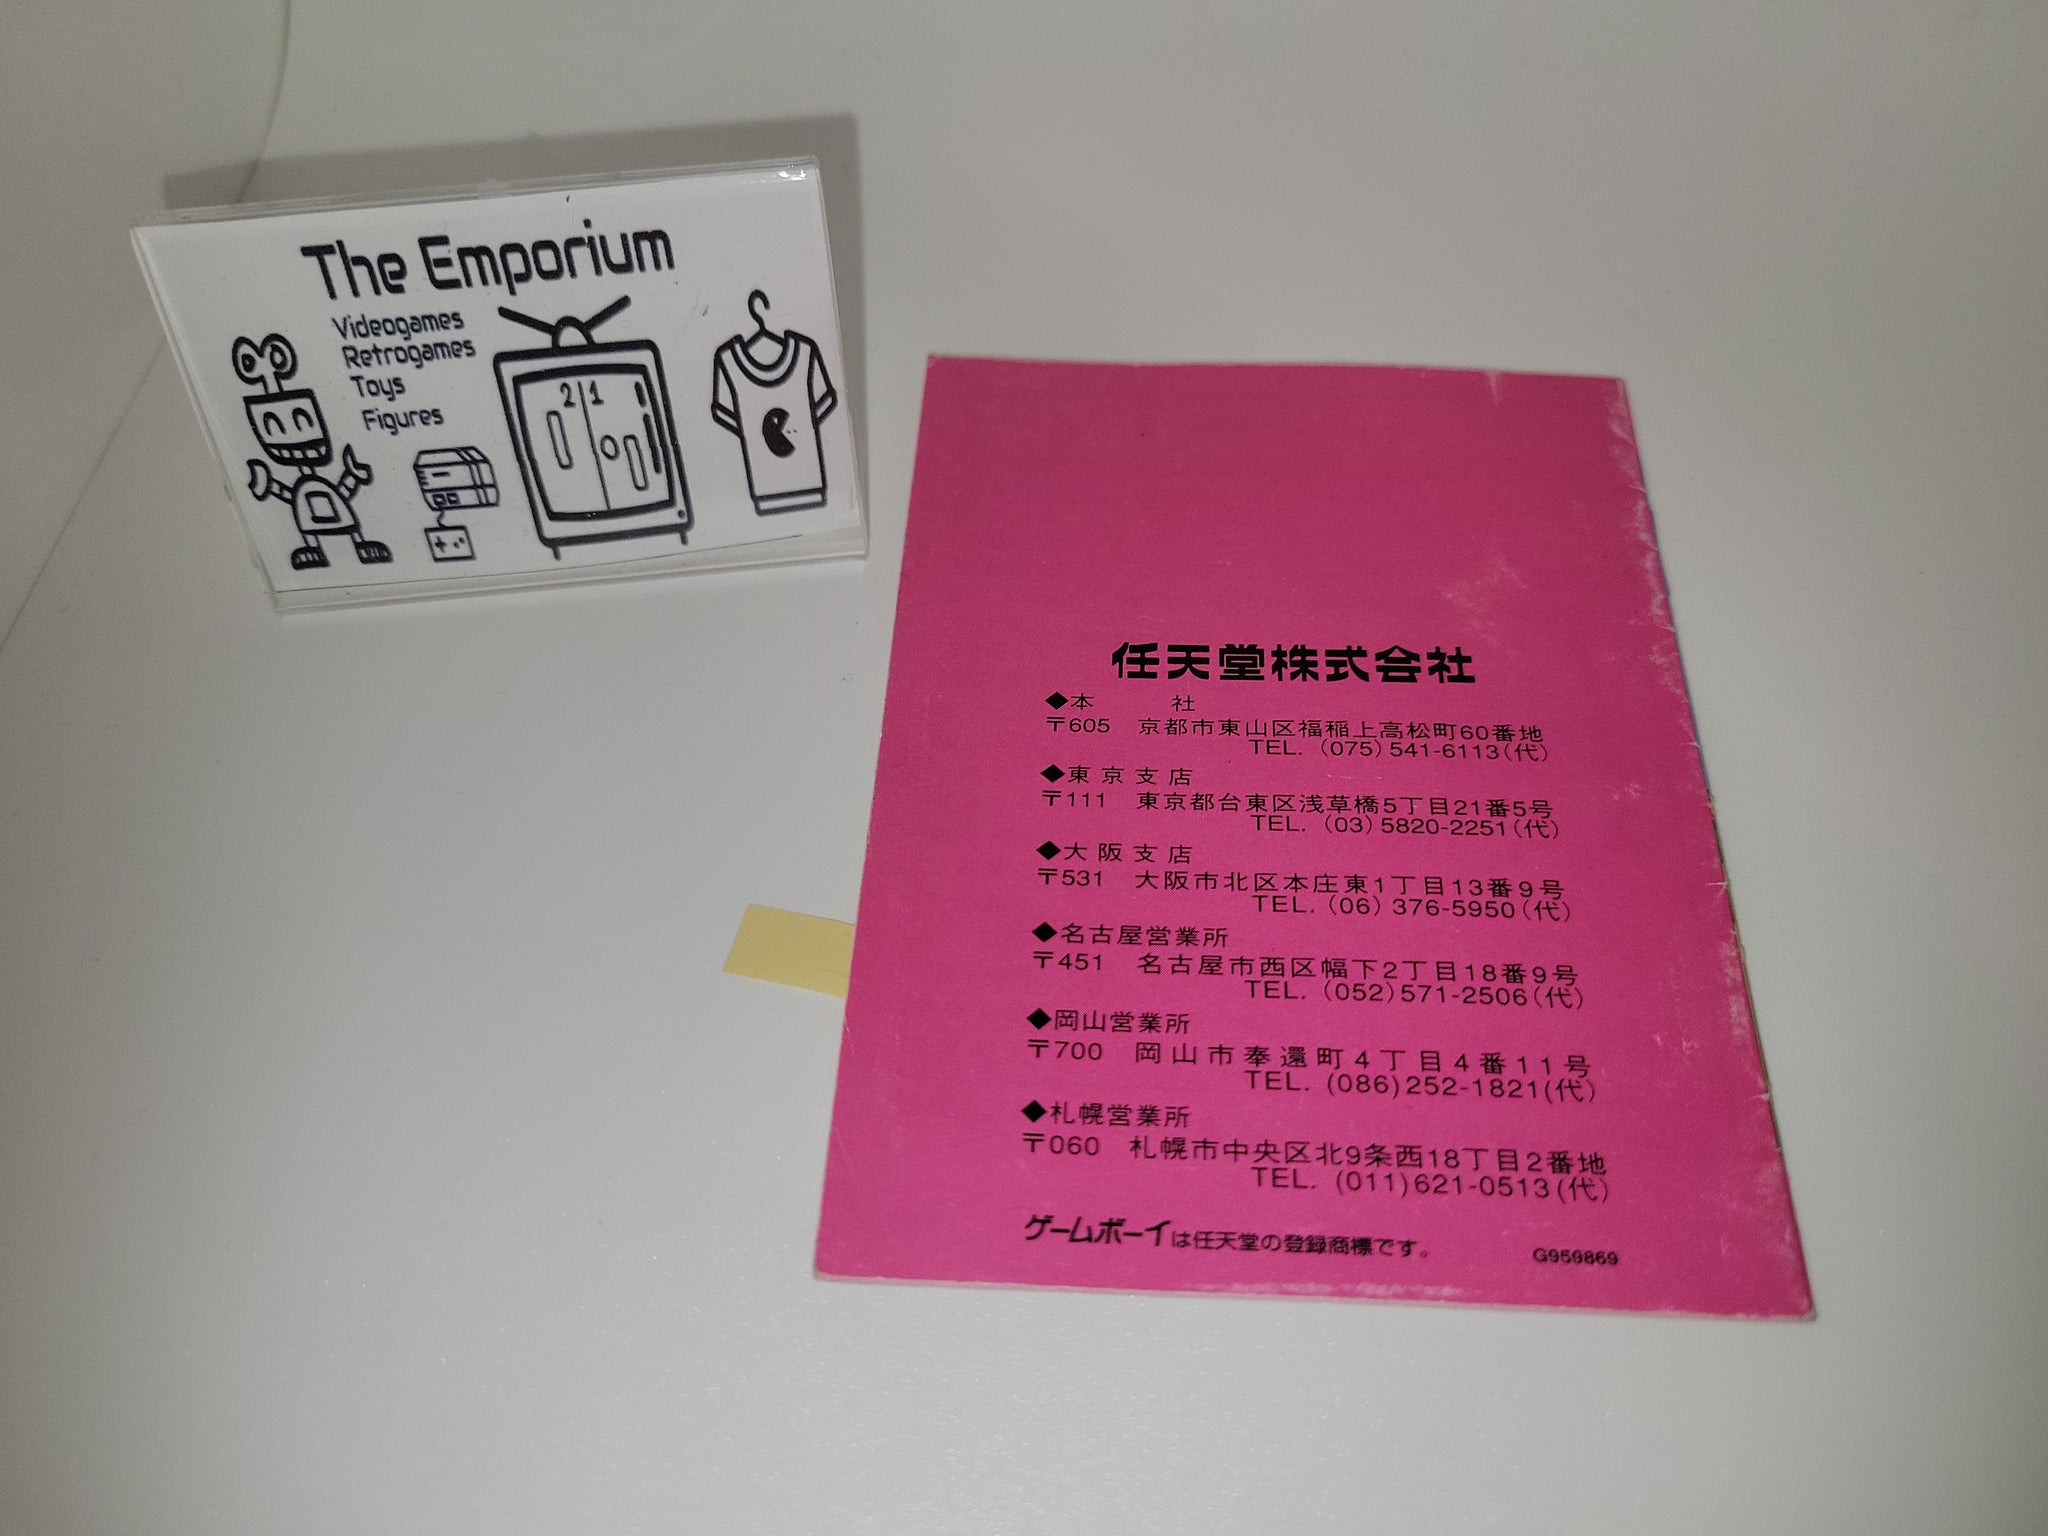 The Emporium
Videogames
Retrogames
Toys
Figures
2 1
任天堂株式会社
◆本 社
〒605 京都市東山区福稲上高松町60番地
TEL. (075)541-6113(代)
◆東京支店
〒111 東京都台東区浅草橋5丁目21番5号
TEL. (03)5820-2251(代)
◆大阪支店
〒531 大阪市北区本庄東1丁目13番9号
TEL. (06)376-5950(代)
◆名古屋営業所
〒451 名古屋市西区幅下2丁目18番9号
TEL. (052)571-2506(代)
◆岡山営業所
〒700 岡山市奉還町4丁目4番11号
TEL. (086)252-1821(代)
◆札幌営業所
〒060 札幌市中央区北9条西18丁目2番地
TEL. (011)621-0513(代)
ゲームボーイは任天堂の登録商標です。 G959869